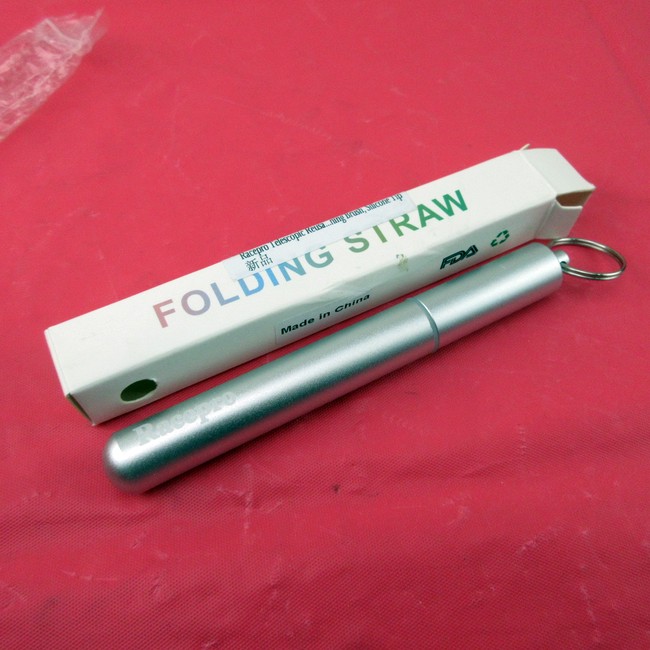 Racepro Telescopic Reusa...ning Brush, Silicone Tip
新品
FOLDING STRAW
FDA
Made in China
Racepro